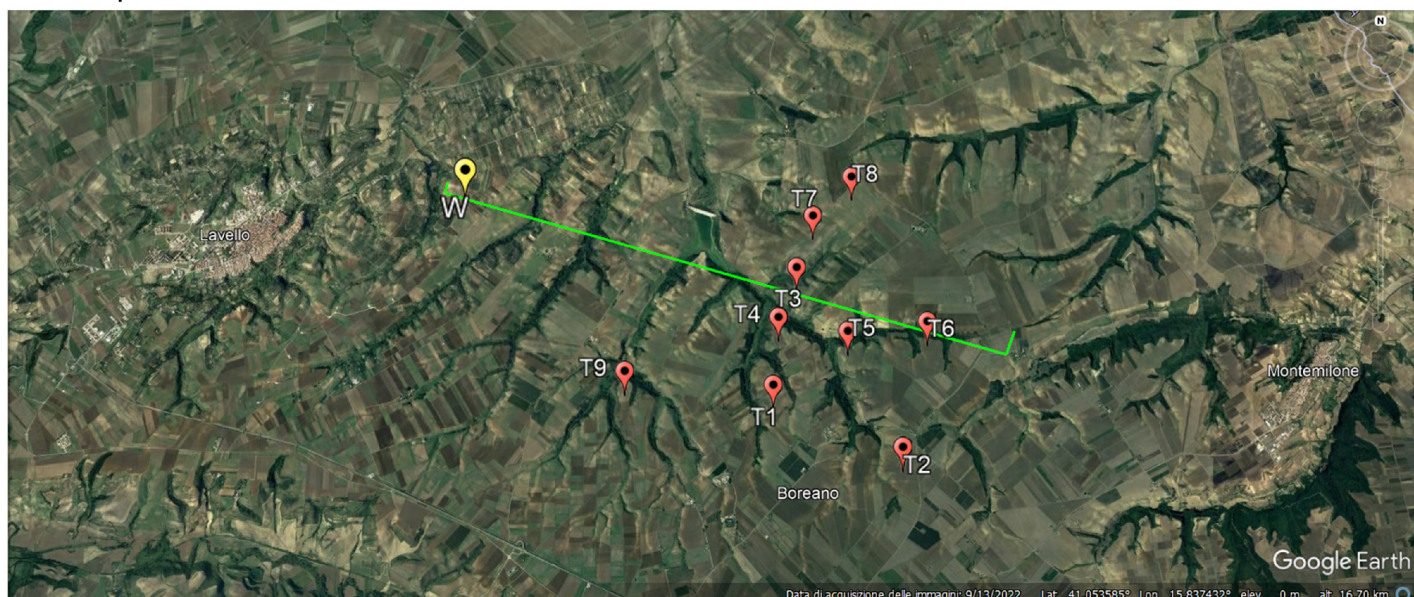 N
T8
T7
W
Lavello
T3
T4
T5
T6
T9
Montemilone
T1
T2
Boreano
Google Earth
Data di acquisizione delle immagini: 9/13/2022 Lat 41.053585° Lon 15.837432° elev 0 m alt 16.70 km